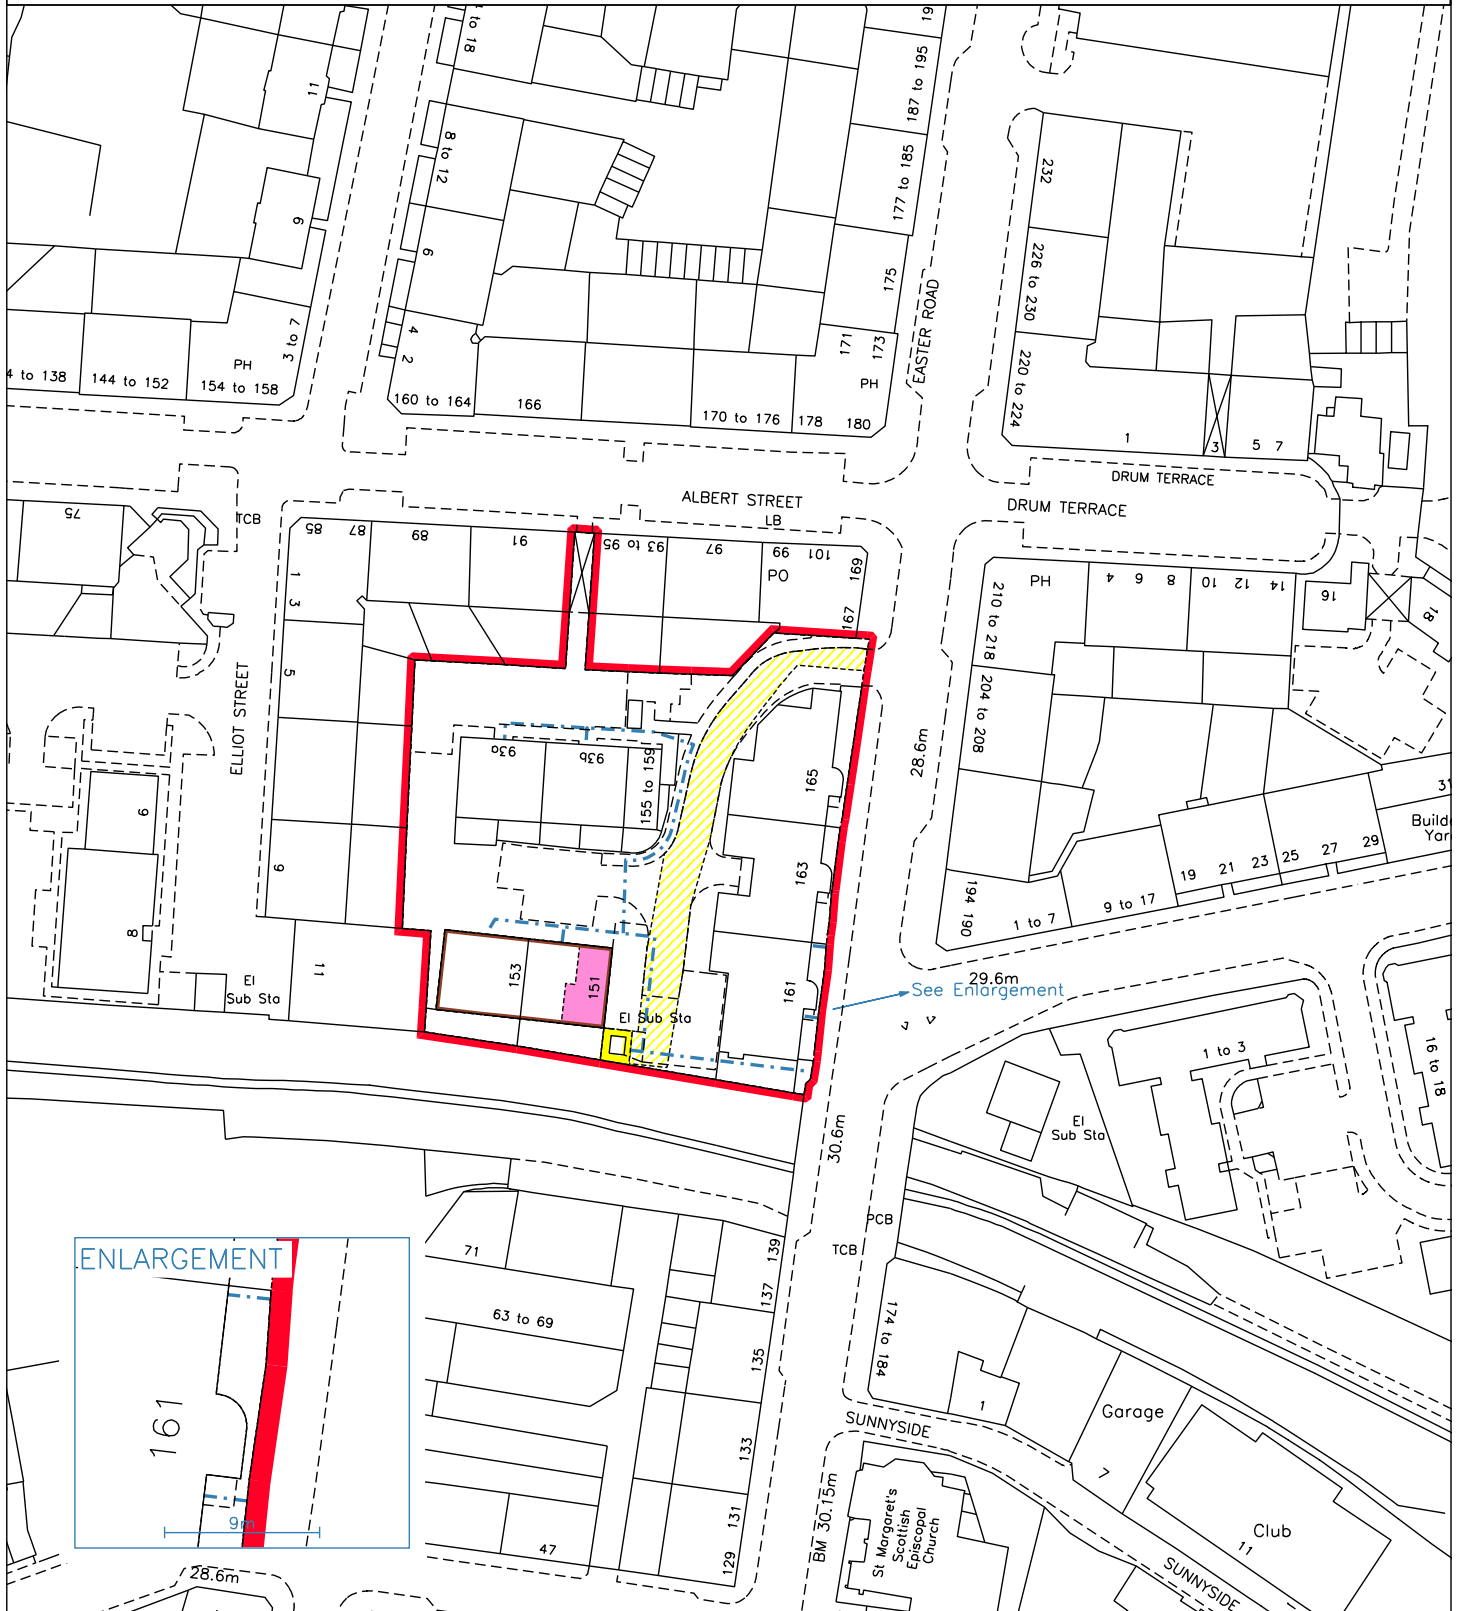 to 18
19
187 to 195
11
8 to 12
177 to 185
232
6
6
175
226 to 230
EASTER ROAD
3 to 7
4
2
171
173
PH
220 to 224
4 to 138
144 to 152
PH
154 to 158
160 to 164
166
170 to 176
178
180
PH
1
3
5
7
DRUM TERRACE
DRUM TERRACE
ALBERT STREET
LB
75
TCB
85
87
89
91
93 to 95
97
99
101
PO
169
167
1
3
5
9
ELLIOT STREET
210 to 218
PH
4
6
8
10
12
14
16
18
204 to 208
28.6m
93a
93b
155 to 159
165
163
161
6
8
31
Build
Yar
19
21
23
25
27
29
194
190
1 to 7
9 to 17
11
El
Sub Sta
153
151
El Sub Sta
29.6m
See Enlargement
1 to 3
16 to 18
El
Sub Sta
30.6m
PCB
TCB
ENLARGEMENT
161
9m
71
63 to 69
139
137
135
133
131
129
47
174 to 184
1
SUNNYSIDE
Garage
7
Club
11
SUNNYSIDE
BM 30.15m
St Margaret's
Scottish
Episcopal
Church
28.6m